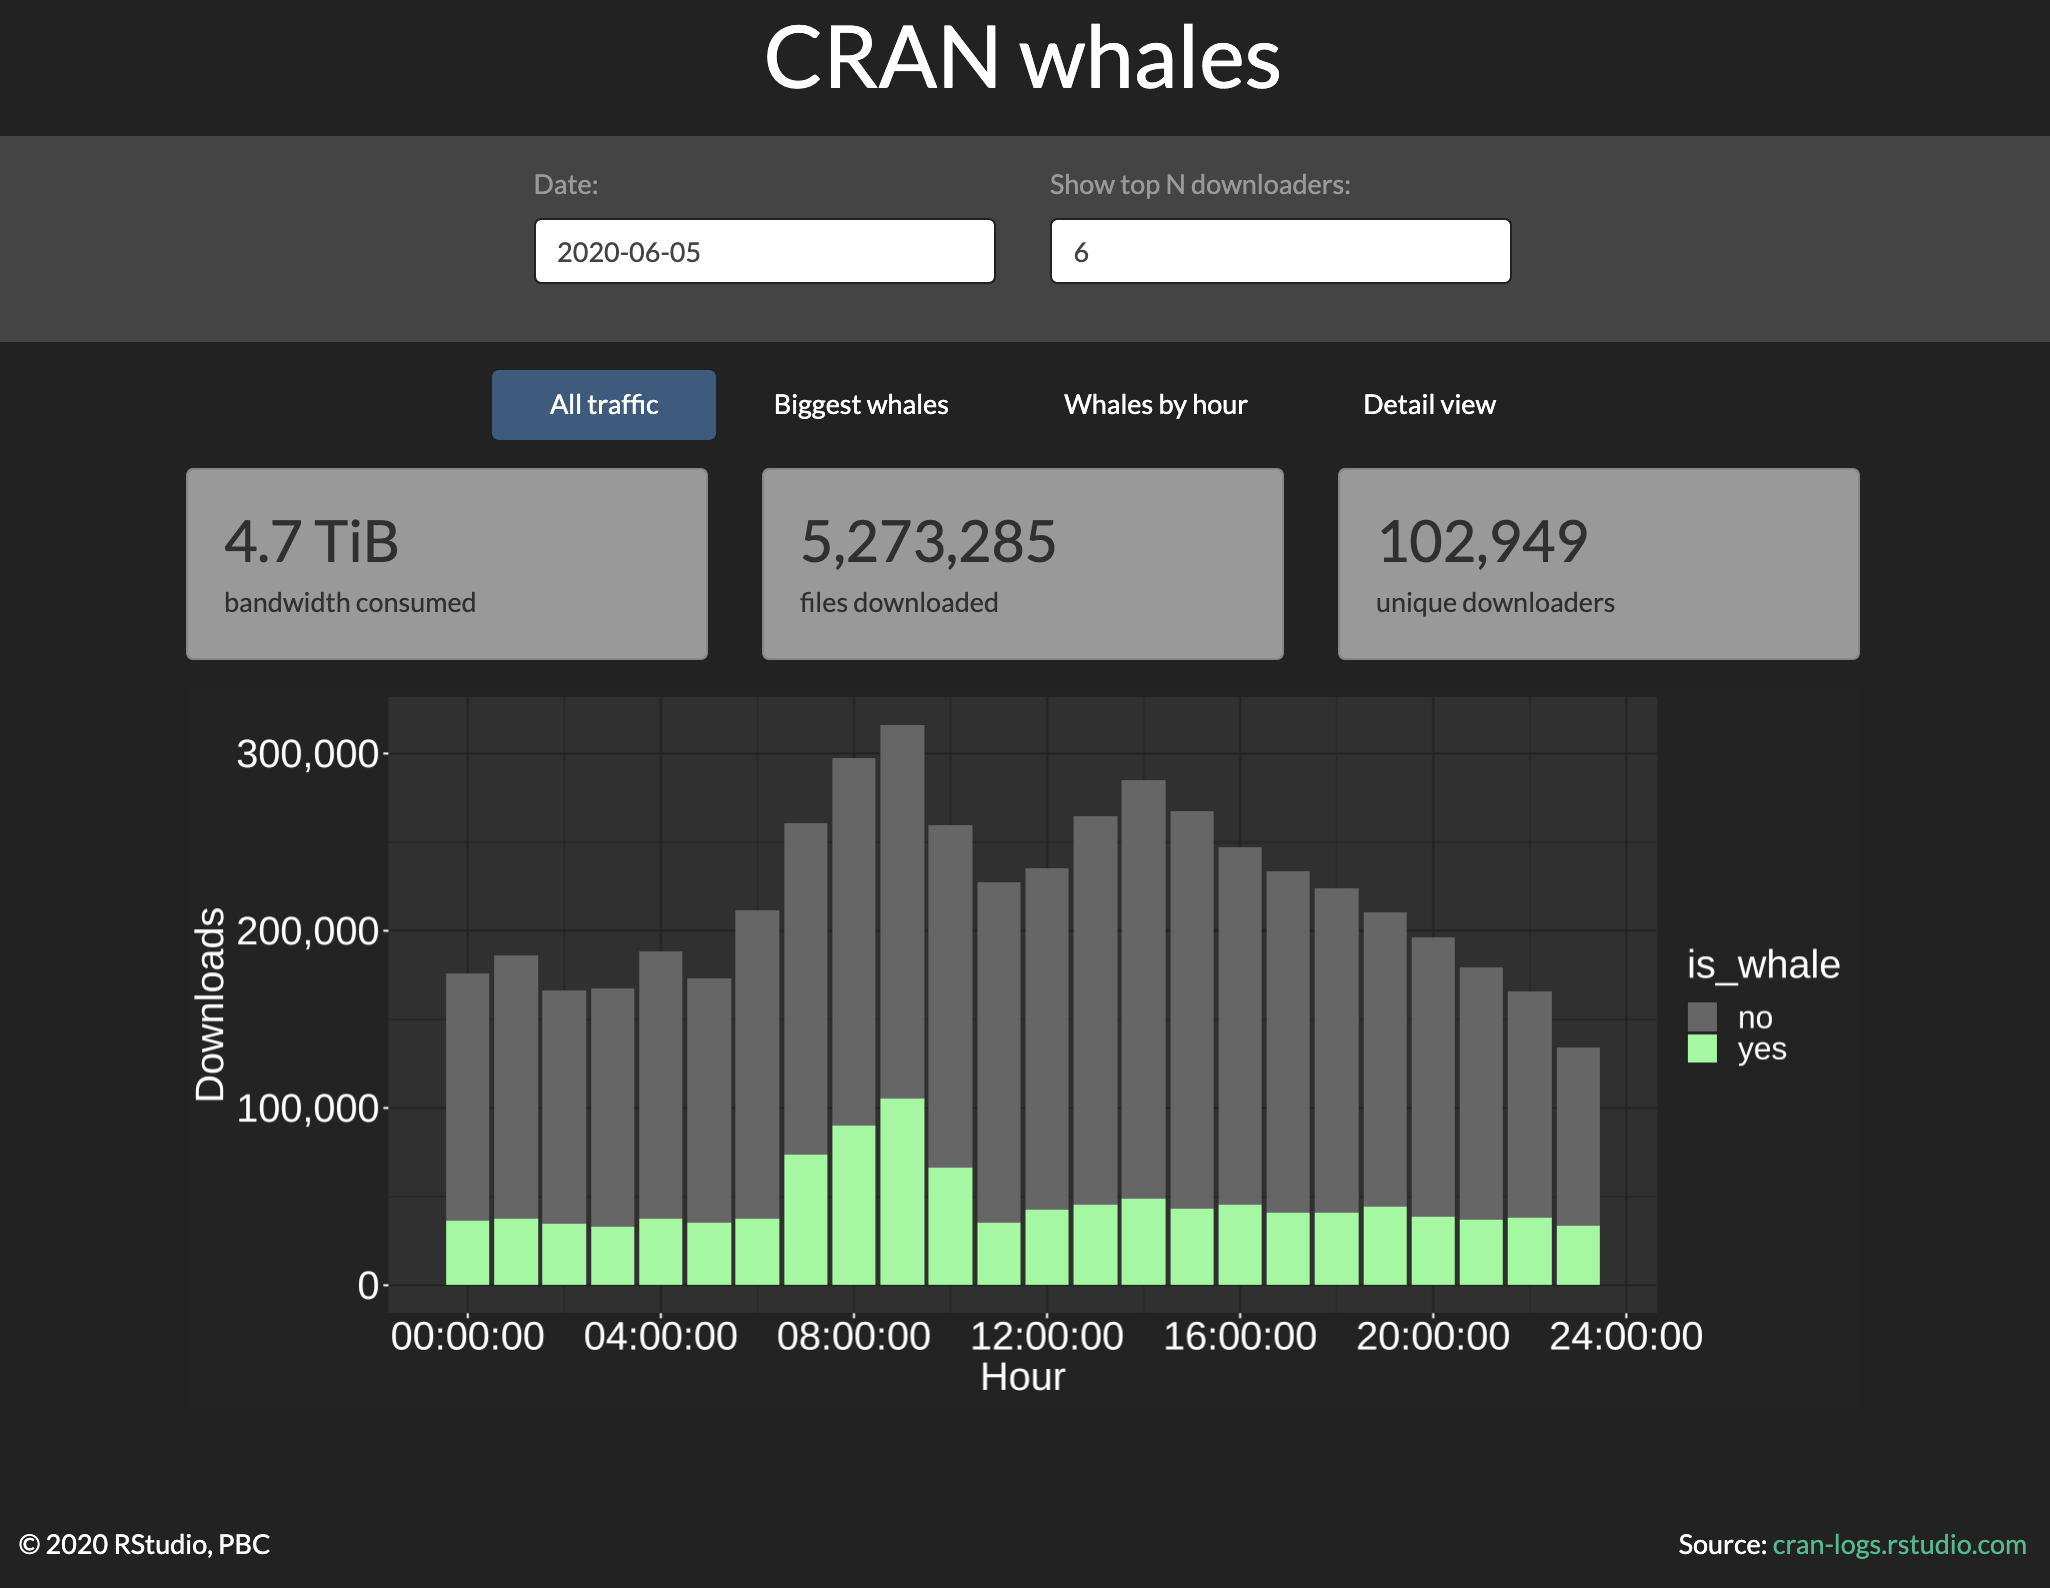 CRAN whales
Date:
Show top N downloaders:
2020-06-05
6
All traffic
Biggest whales
Whales by hour
Detail view
4.7 TiB
bandwidth consumed
5,273,285
files downloaded
102,949
unique downloaders
Downloads
300,000
200,000
100,000
0
00:00:00
04:00:00
08:00:00
12:00:00
16:00:00
20:00:00
24:00:00
Hour
is_whale
no
yes
© 2020 RStudio, PBC
Source: cran-logs.rstudio.com